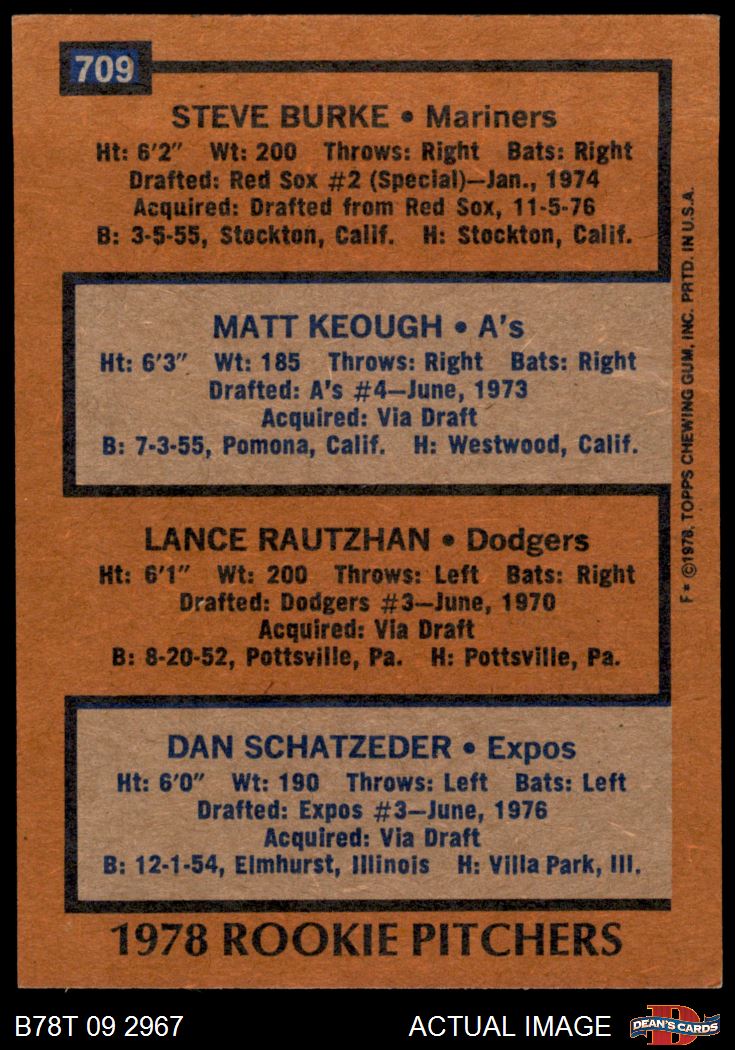 709
STEVE BURKE • Mariners
Ht: 6'2" Wt: 200 Throws: Right Bats: Right
Drafted: Red Sox #2 (Special)—Jan., 1974
Acquired: Drafted from Red Sox, 11-5-76
B: 3-5-55, Stockton, Calif. H: Stockton, Calif.
MATT KEOUGH • A's
Ht: 6'3" Wt: 185 Throws: Right Bats: Right
Drafted: A's #4—June, 1973
Acquired: Via Draft
B: 7-3-55, Pomona, Calif. H: Westwood, Calif.
LANCE RAUTZHAN • Dodgers
Ht: 6'1" Wt: 200 Throws: Left Bats: Right
Drafted: Dodgers #3—June, 1970
Acquired: Via Draft
B: 8-20-52, Pottsville, Pa. H: Pottsville, Pa.
DAN SCHATZEDER • Expos
Ht: 6'0" Wt: 190 Throws: Left Bats: Left
Drafted: Expos #3—June, 1976
Acquired: Via Draft
B: 12-1-54, Elmhurst, Illinois H: Villa Park, Ill.
1978 ROOKIE PITCHERS
F* ©1978, TOPPS CHEWING GUM, INC. PRTD. IN U.S.A.
B78T 09 2967 ACTUAL IMAGE
D
DEAN'S CARDS